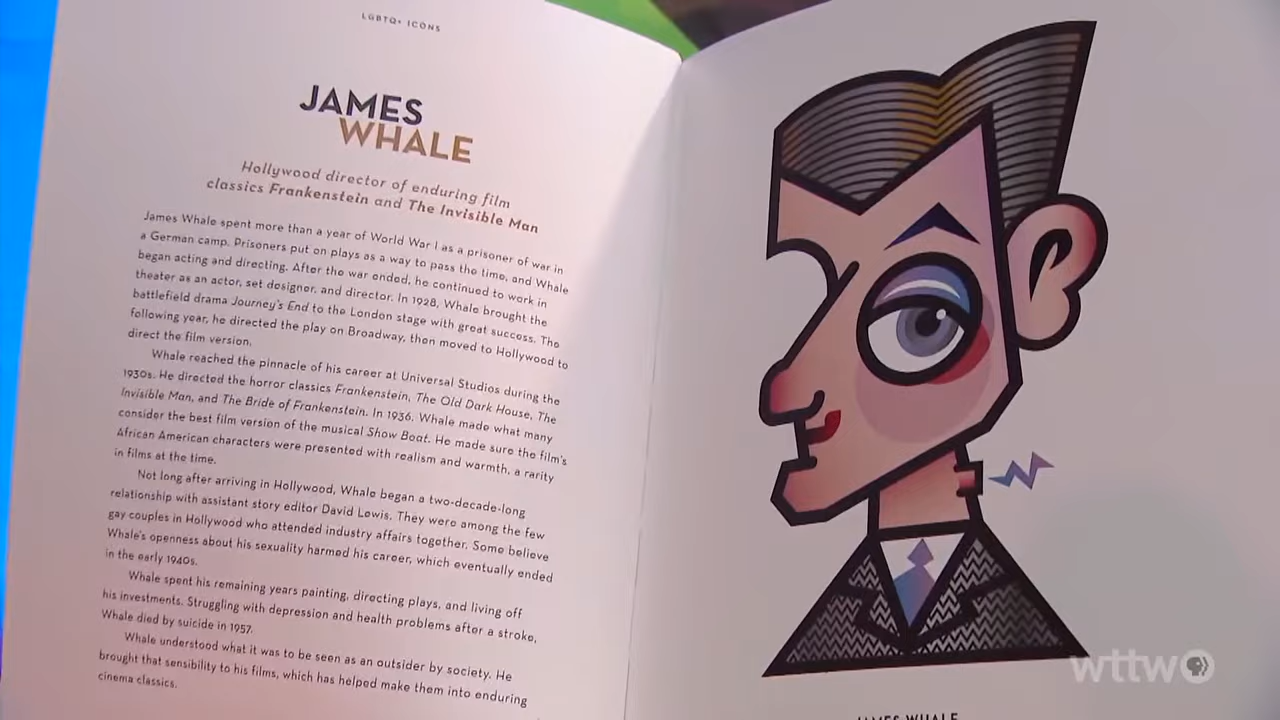 LGBTQ+ ICONS
JAMES
WHALE
Hollywood director of enduring film
classics Frankenstein and The Invisible Man
James Whale spent more than a year of World War I as a prisoner of war in
a German camp. Prisoners put on plays as a way to pass the time, and Whale
began acting and directing. After the war ended, he continued to work in
theater as an actor, set designer, and director. In 1928, Whale brought the
battlefield drama Journey's End to the London stage with great success. The
following year, he directed the play on Broadway, then moved to Hollywood to
direct the film version.
Whale reached the pinnacle of his career at Universal Studios during the
1930s. He directed the horror classics Frankenstein, The Old Dark House, The
Invisible Man, and The Bride of Frankenstein. In 1936, Whale made what many
consider the best film version of the musical Show Boat. He made sure the film's
African American characters were presented with realism and warmth, a rarity
in films at the time.
Not long after arriving in Hollywood, Whale began a two-decade-long
relationship with assistant story editor David Lewis. They were among the few
gay couples in Hollywood who attended industry affairs together. Some believe
Whale's openness about his sexuality harmed his career, which eventually ended
in the early 1940s.
Whale spent his remaining years painting, directing plays, and living off
his investments. Struggling with depression and health problems after a stroke,
Whale died by suicide in 1957.
Whale understood what it was to be seen as an outsider by society. He
brought that sensibility to his films, which has helped make them into enduring
cinema classics.
JAMES WHALE
wttw